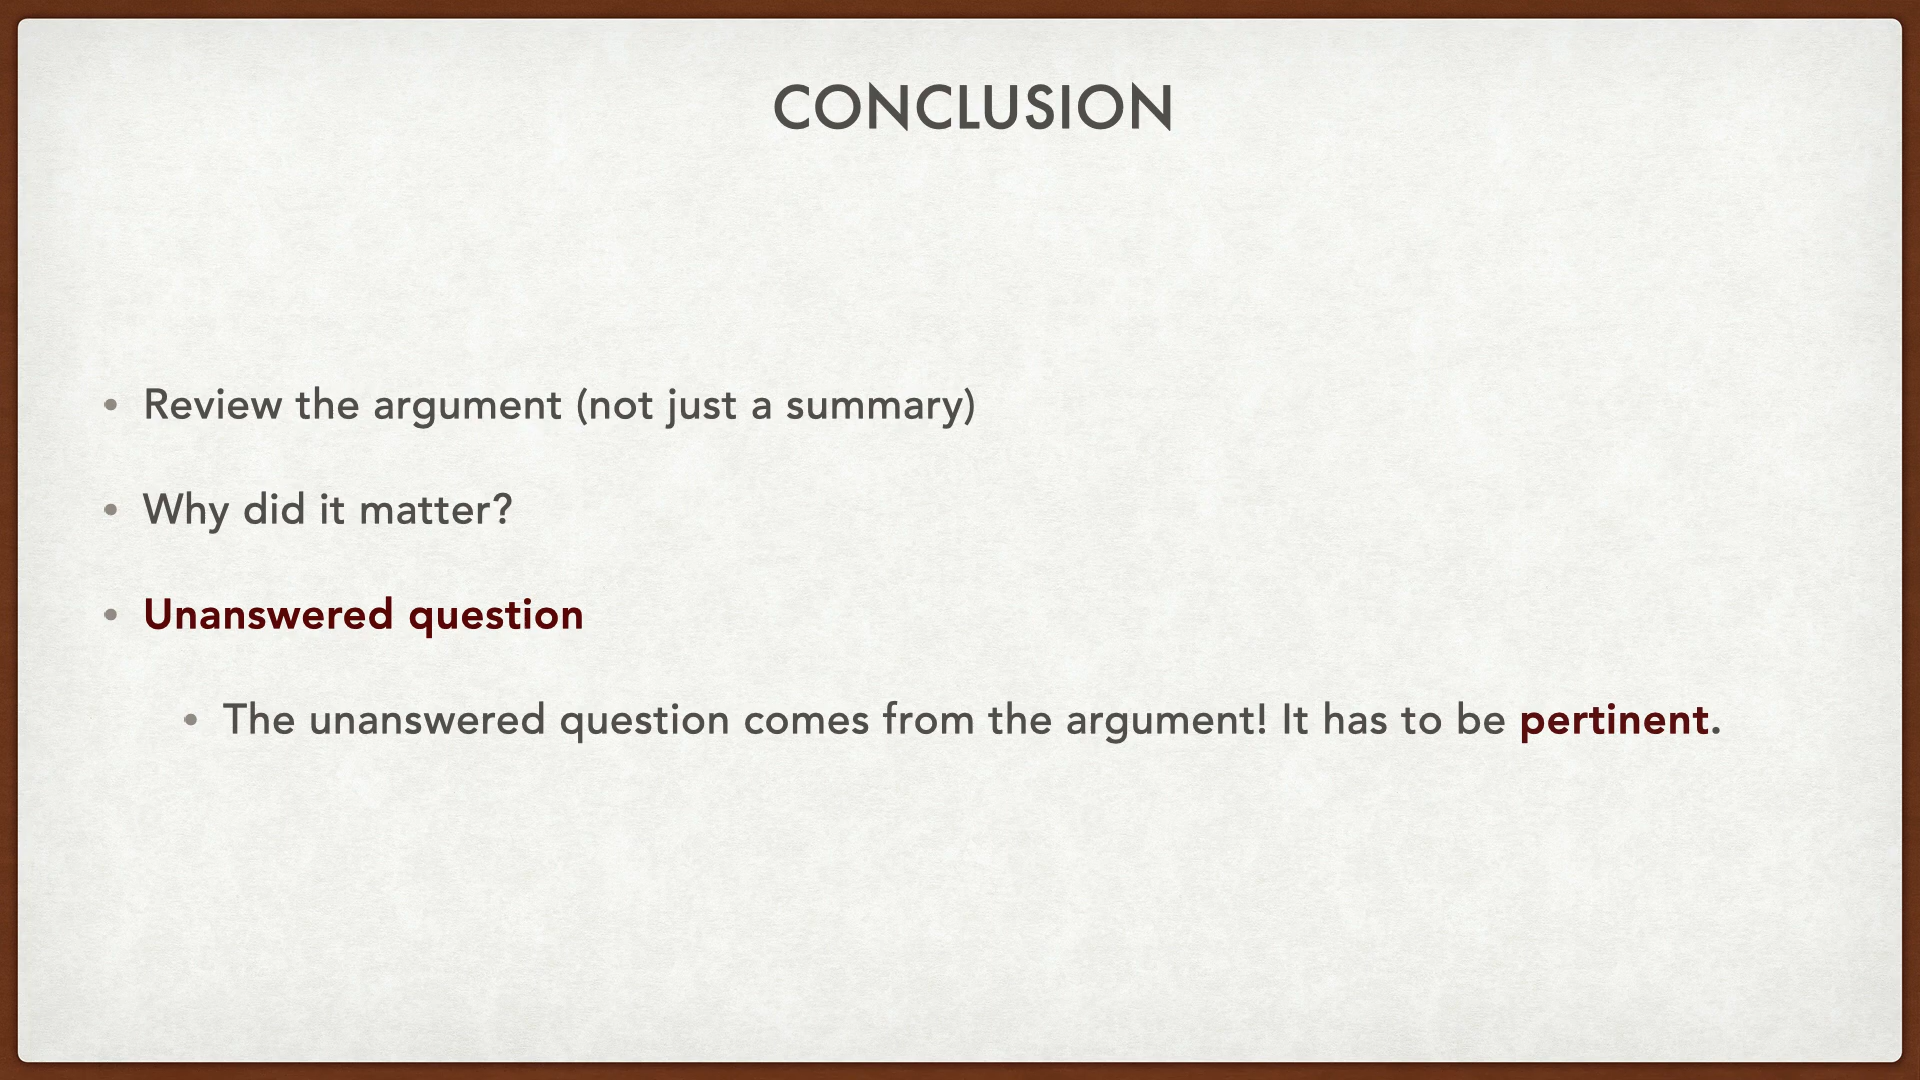 CONCLUSION
• Review the argument (not just a summary)
• Why did it matter?
• Unanswered question
• The unanswered question comes from the argument! It has to be pertinent.